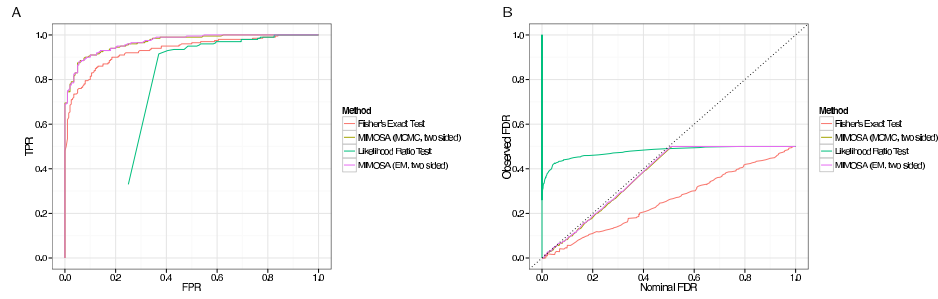 A
B
TPR
1.0
0.8
0.6
0.4
0.2
0.0
0.0 0.2 0.4 0.6 0.8 1.0
FPR
Method
Fisher's Exact Test
MIMOSA (MCMC, two sided)
Likelihood Ratio Test
MIMOSA (EM, two sided)
Observed FDR
1.0
0.8
0.6
0.4
0.2
0.0
0.0 0.2 0.4 0.6 0.8 1.0
Nominal FDR
Method
Fisher's Exact Test
MIMOSA (MCMC, two sided)
Likelihood Ratio Test
MIMOSA (EM, two sided)